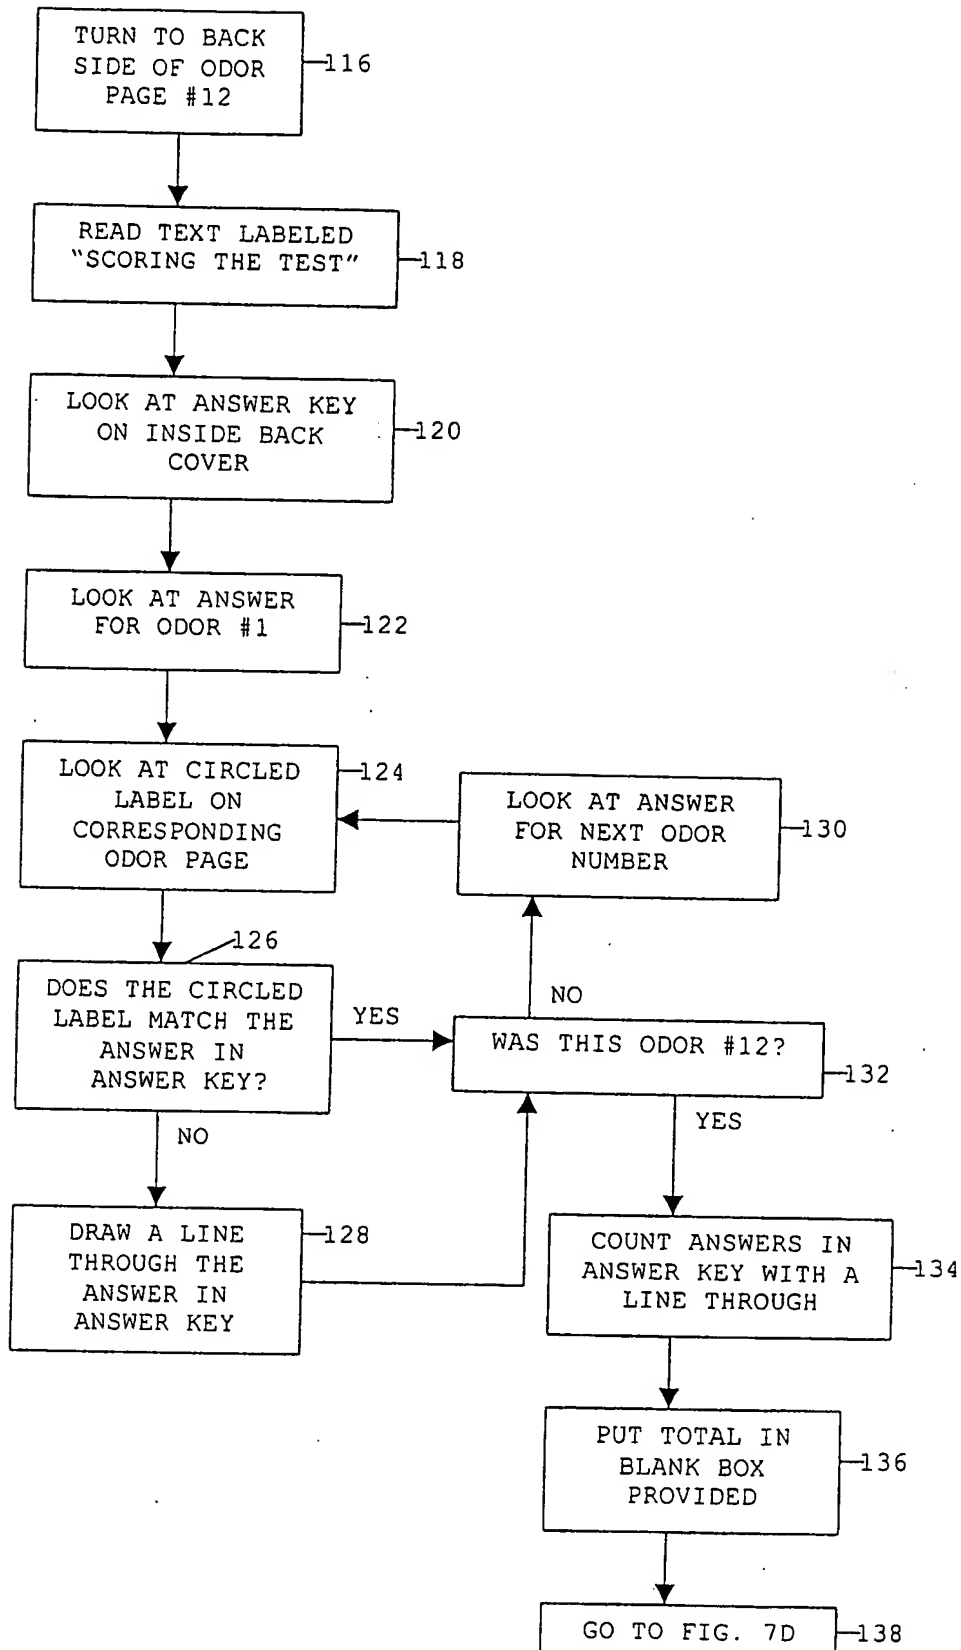 TURN TO BACK
SIDE OF ODOR
PAGE #12
116
READ TEXT LABELED
"SCORING THE TEST"
118
LOOK AT ANSWER KEY
ON INSIDE BACK
COVER
120
LOOK AT ANSWER
FOR ODOR #1
122
LOOK AT CIRCLED
LABEL ON
CORRESPONDING
ODOR PAGE
124
LOOK AT ANSWER
FOR NEXT ODOR
NUMBER
130
126
DOES THE CIRCLED
LABEL MATCH THE
ANSWER IN
ANSWER KEY?
YES
NO
WAS THIS ODOR #12?
132
NO
YES
DRAW A LINE
THROUGH THE
ANSWER IN
ANSWER KEY
128
COUNT ANSWERS IN
ANSWER KEY WITH A
LINE THROUGH
134
PUT TOTAL IN
BLANK BOX
PROVIDED
136
GO TO FIG. 7D
138